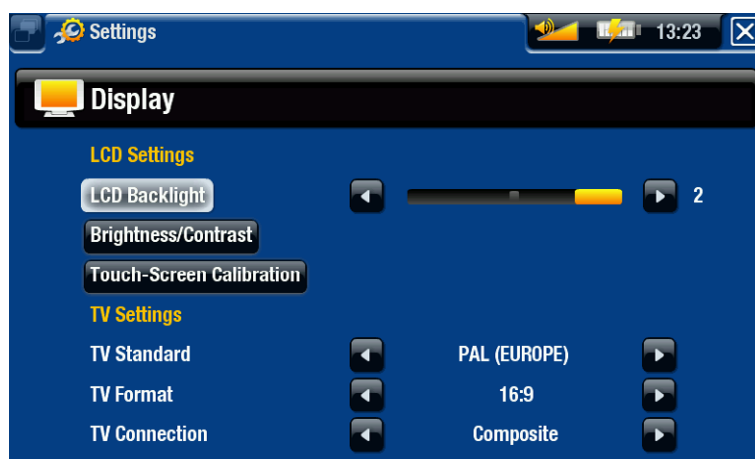 Settings 13:23
Display
LCD Settings
LCD Backlight 2
Brightness/Contrast
Touch-Screen Calibration
TV Settings
TV Standard PAL (EUROPE)
TV Format 16:9
TV Connection Composite